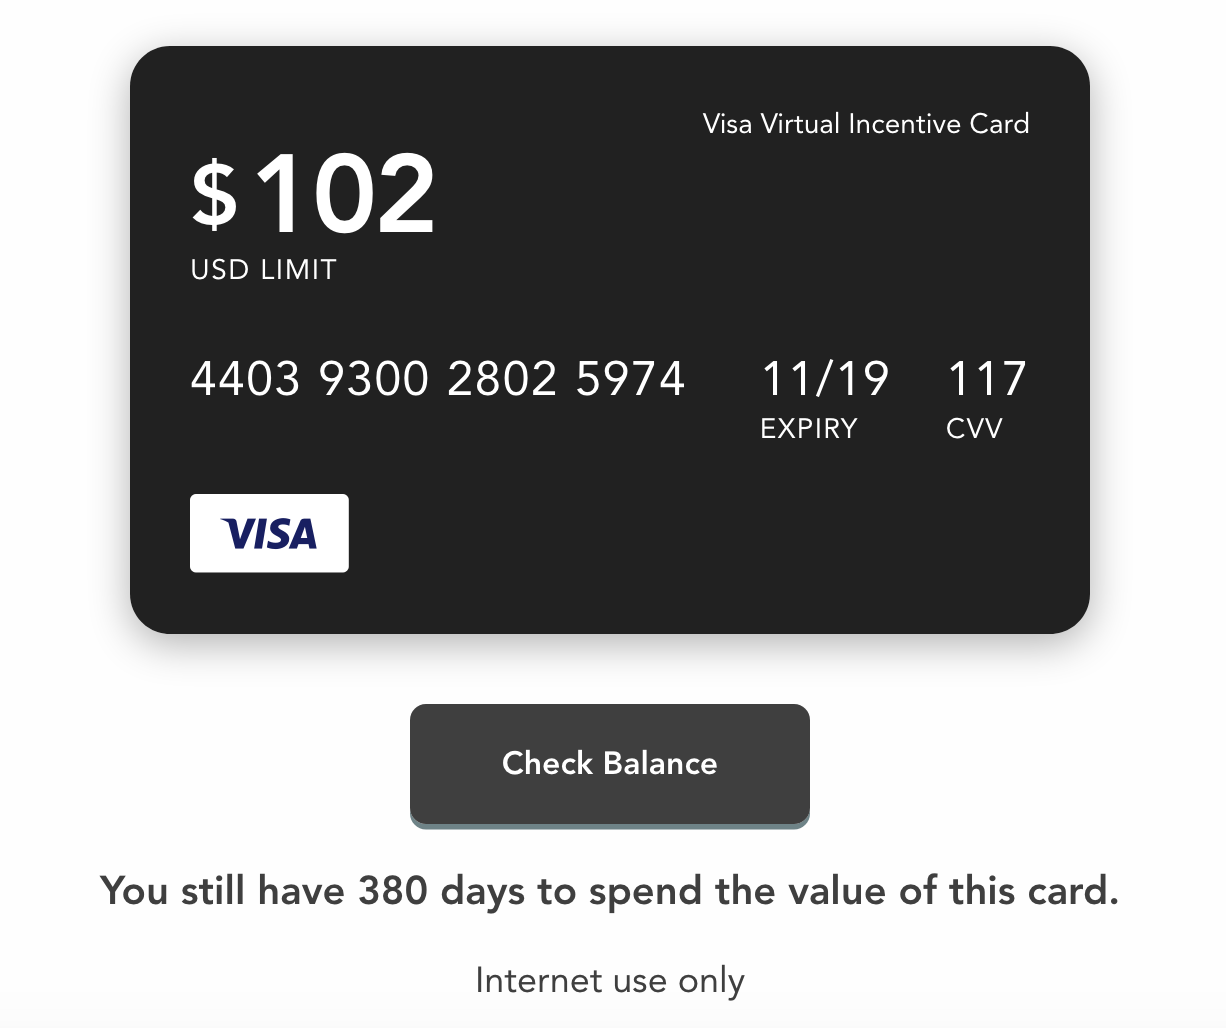 Visa Virtual Incentive Card
$102
USD LIMIT
4403 9300 2802 5974 11/19 117
EXPIRY CVV
VISA
Check Balance
You still have 380 days to spend the value of this card.
Internet use only